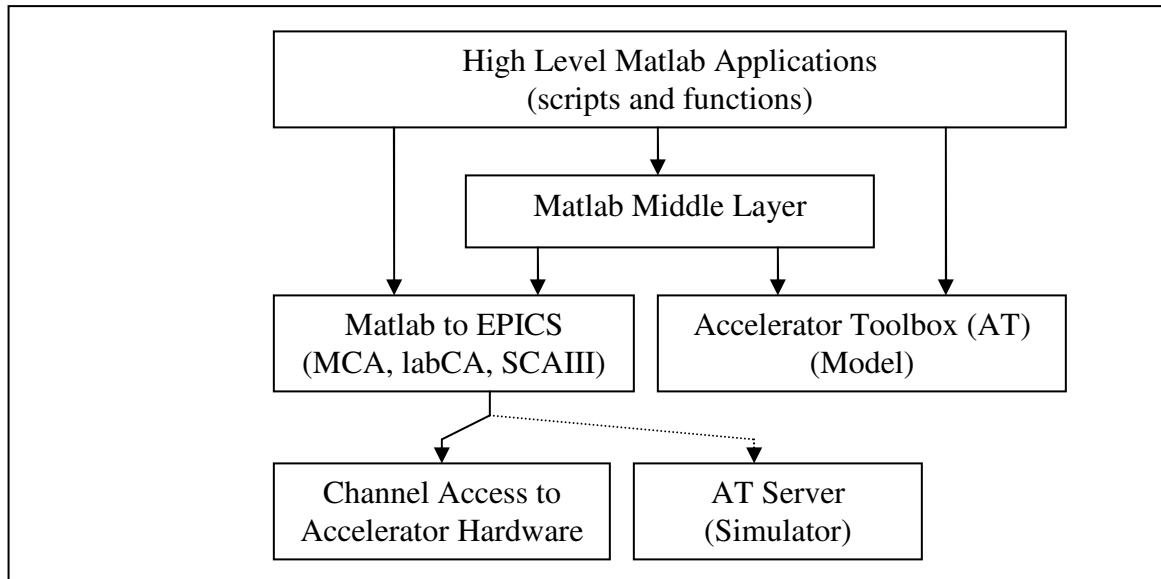 High Level Matlab Applications
(scripts and functions)
Matlab Middle Layer
Matlab to EPICS
(MCA, labCA, SCAIII)
Accelerator Toolbox (AT)
(Model)
Channel Access to
Accelerator Hardware
AT Server
(Simulator)